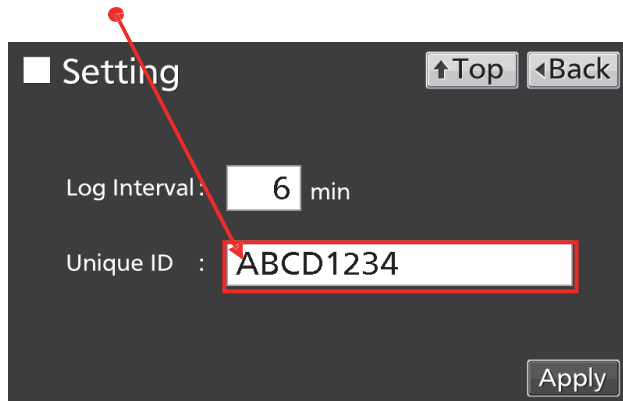 Setting
Top
Back
Log Interval : 6 min
Unique ID : ABCD1234
Apply